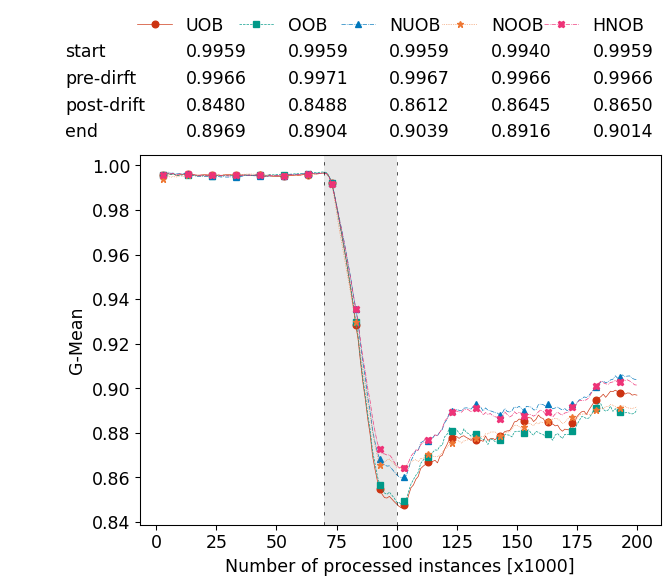 UOB OOB NUOB NOOB HNOB
start 0.9959 0.9959 0.9959 0.9940 0.9959
pre-dirft 0.9966 0.9971 0.9967 0.9966 0.9966
post-drift 0.8480 0.8488 0.8612 0.8645 0.8650
end 0.8969 0.8904 0.9039 0.8916 0.9014
1.00
0.98
0.96
0.94
0.92
0.90
0.88
0.86
0.84
G-Mean
0 25 50 75 100 125 150 175 200
Number of processed instances [x1000]